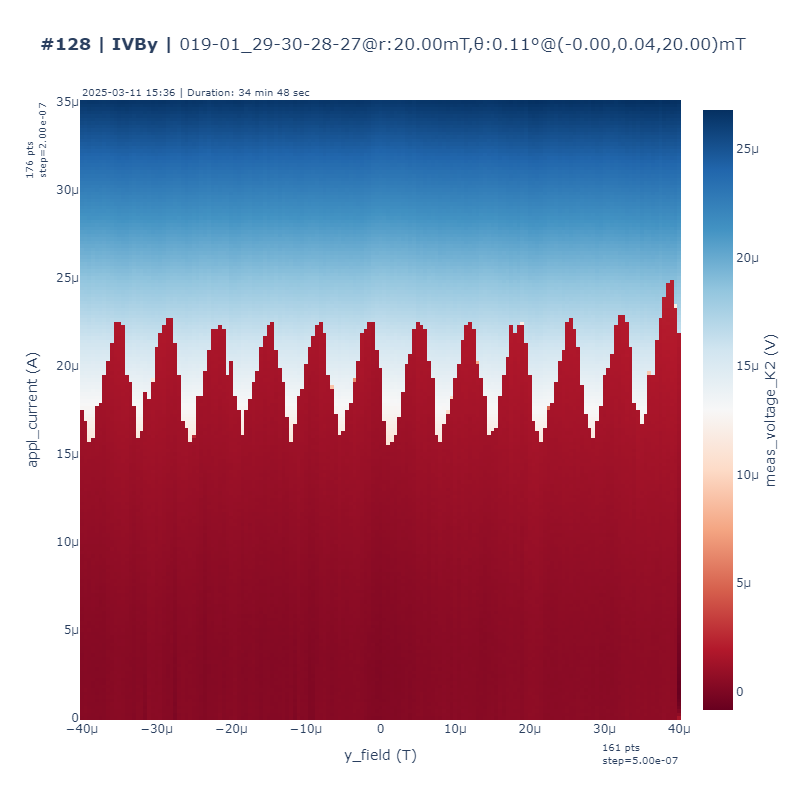 #128 | IVBy | 019-01_29-30-28-27@r:20.00mT,θ:0.11°@(-0.00,0.04,20.00)mT
2025-03-11 15:36 | Duration: 34 min 48 sec
176 pts
step=2.00e-07
35μ
30μ
25μ
20μ
15μ
10μ
5μ
0
appl_current (A)
−40μ
−30μ
−20μ
−10μ
0
10μ
20μ
30μ
40μ
y_field (T)
161 pts
step=5.00e-07
25μ
20μ
15μ
10μ
5μ
0
meas_voltage_K2 (V)